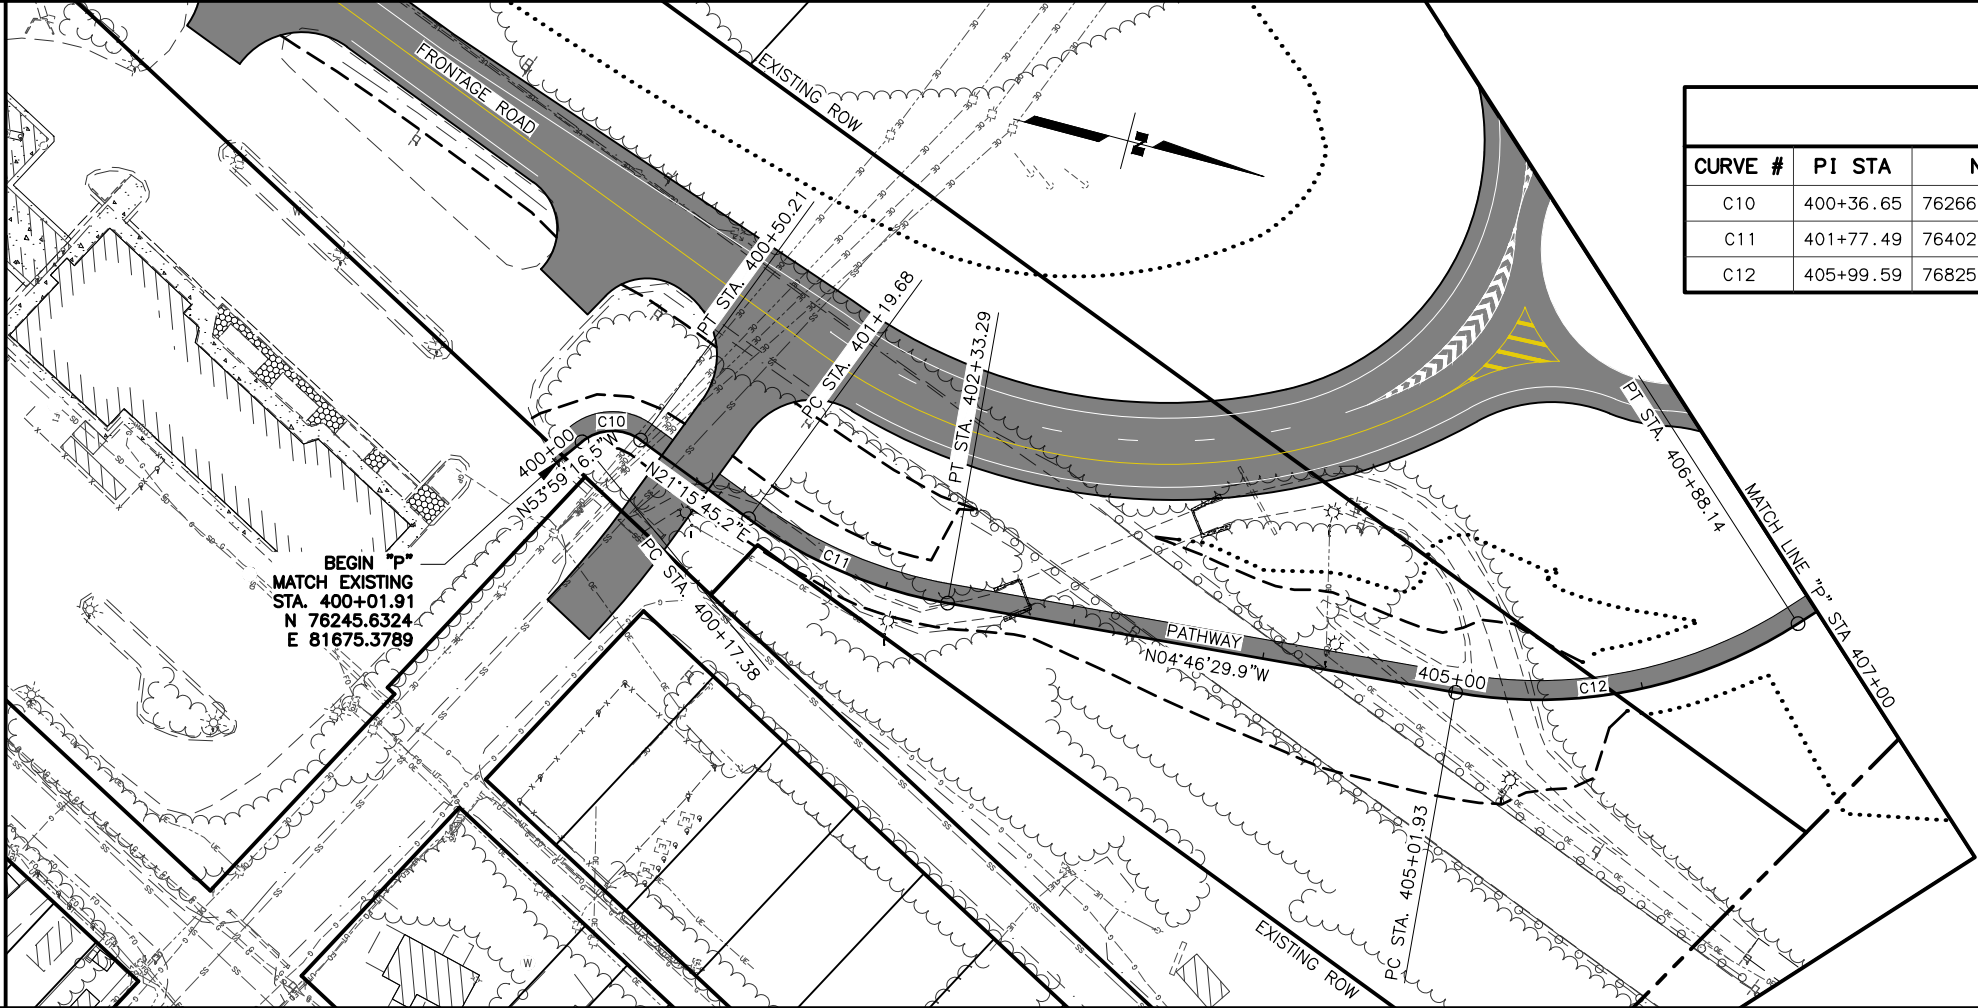 FRONTAGE ROAD
EXISTING ROW
N
PT STA. 400+50.21
PC STA. 401+19.68
PT STA. 402+33.29
CURVE # PI STA N
C10 400+36.65 76266
C11 401+77.49 76402
C12 405+99.59 76825
400+00
C10
N53°59'16.5"W
N21°15'45.2"E
BEGIN "P"
MATCH EXISTING
STA. 400+01.91
N 76245.6324
E 81675.3789
PC STA. 400+17.38
C11
PATHWAY
N04°46'29.9"W
405+00
C12
PT STA. 406+88.14
MATCH LINE "P" STA 407+00
PC STA. 405+01.93
EXISTING ROW